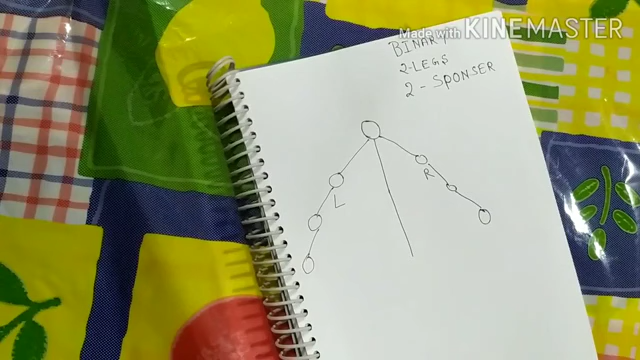 Made with KINEMASTER
BINARY
2-LEGS
2 - SPONSER
L
R